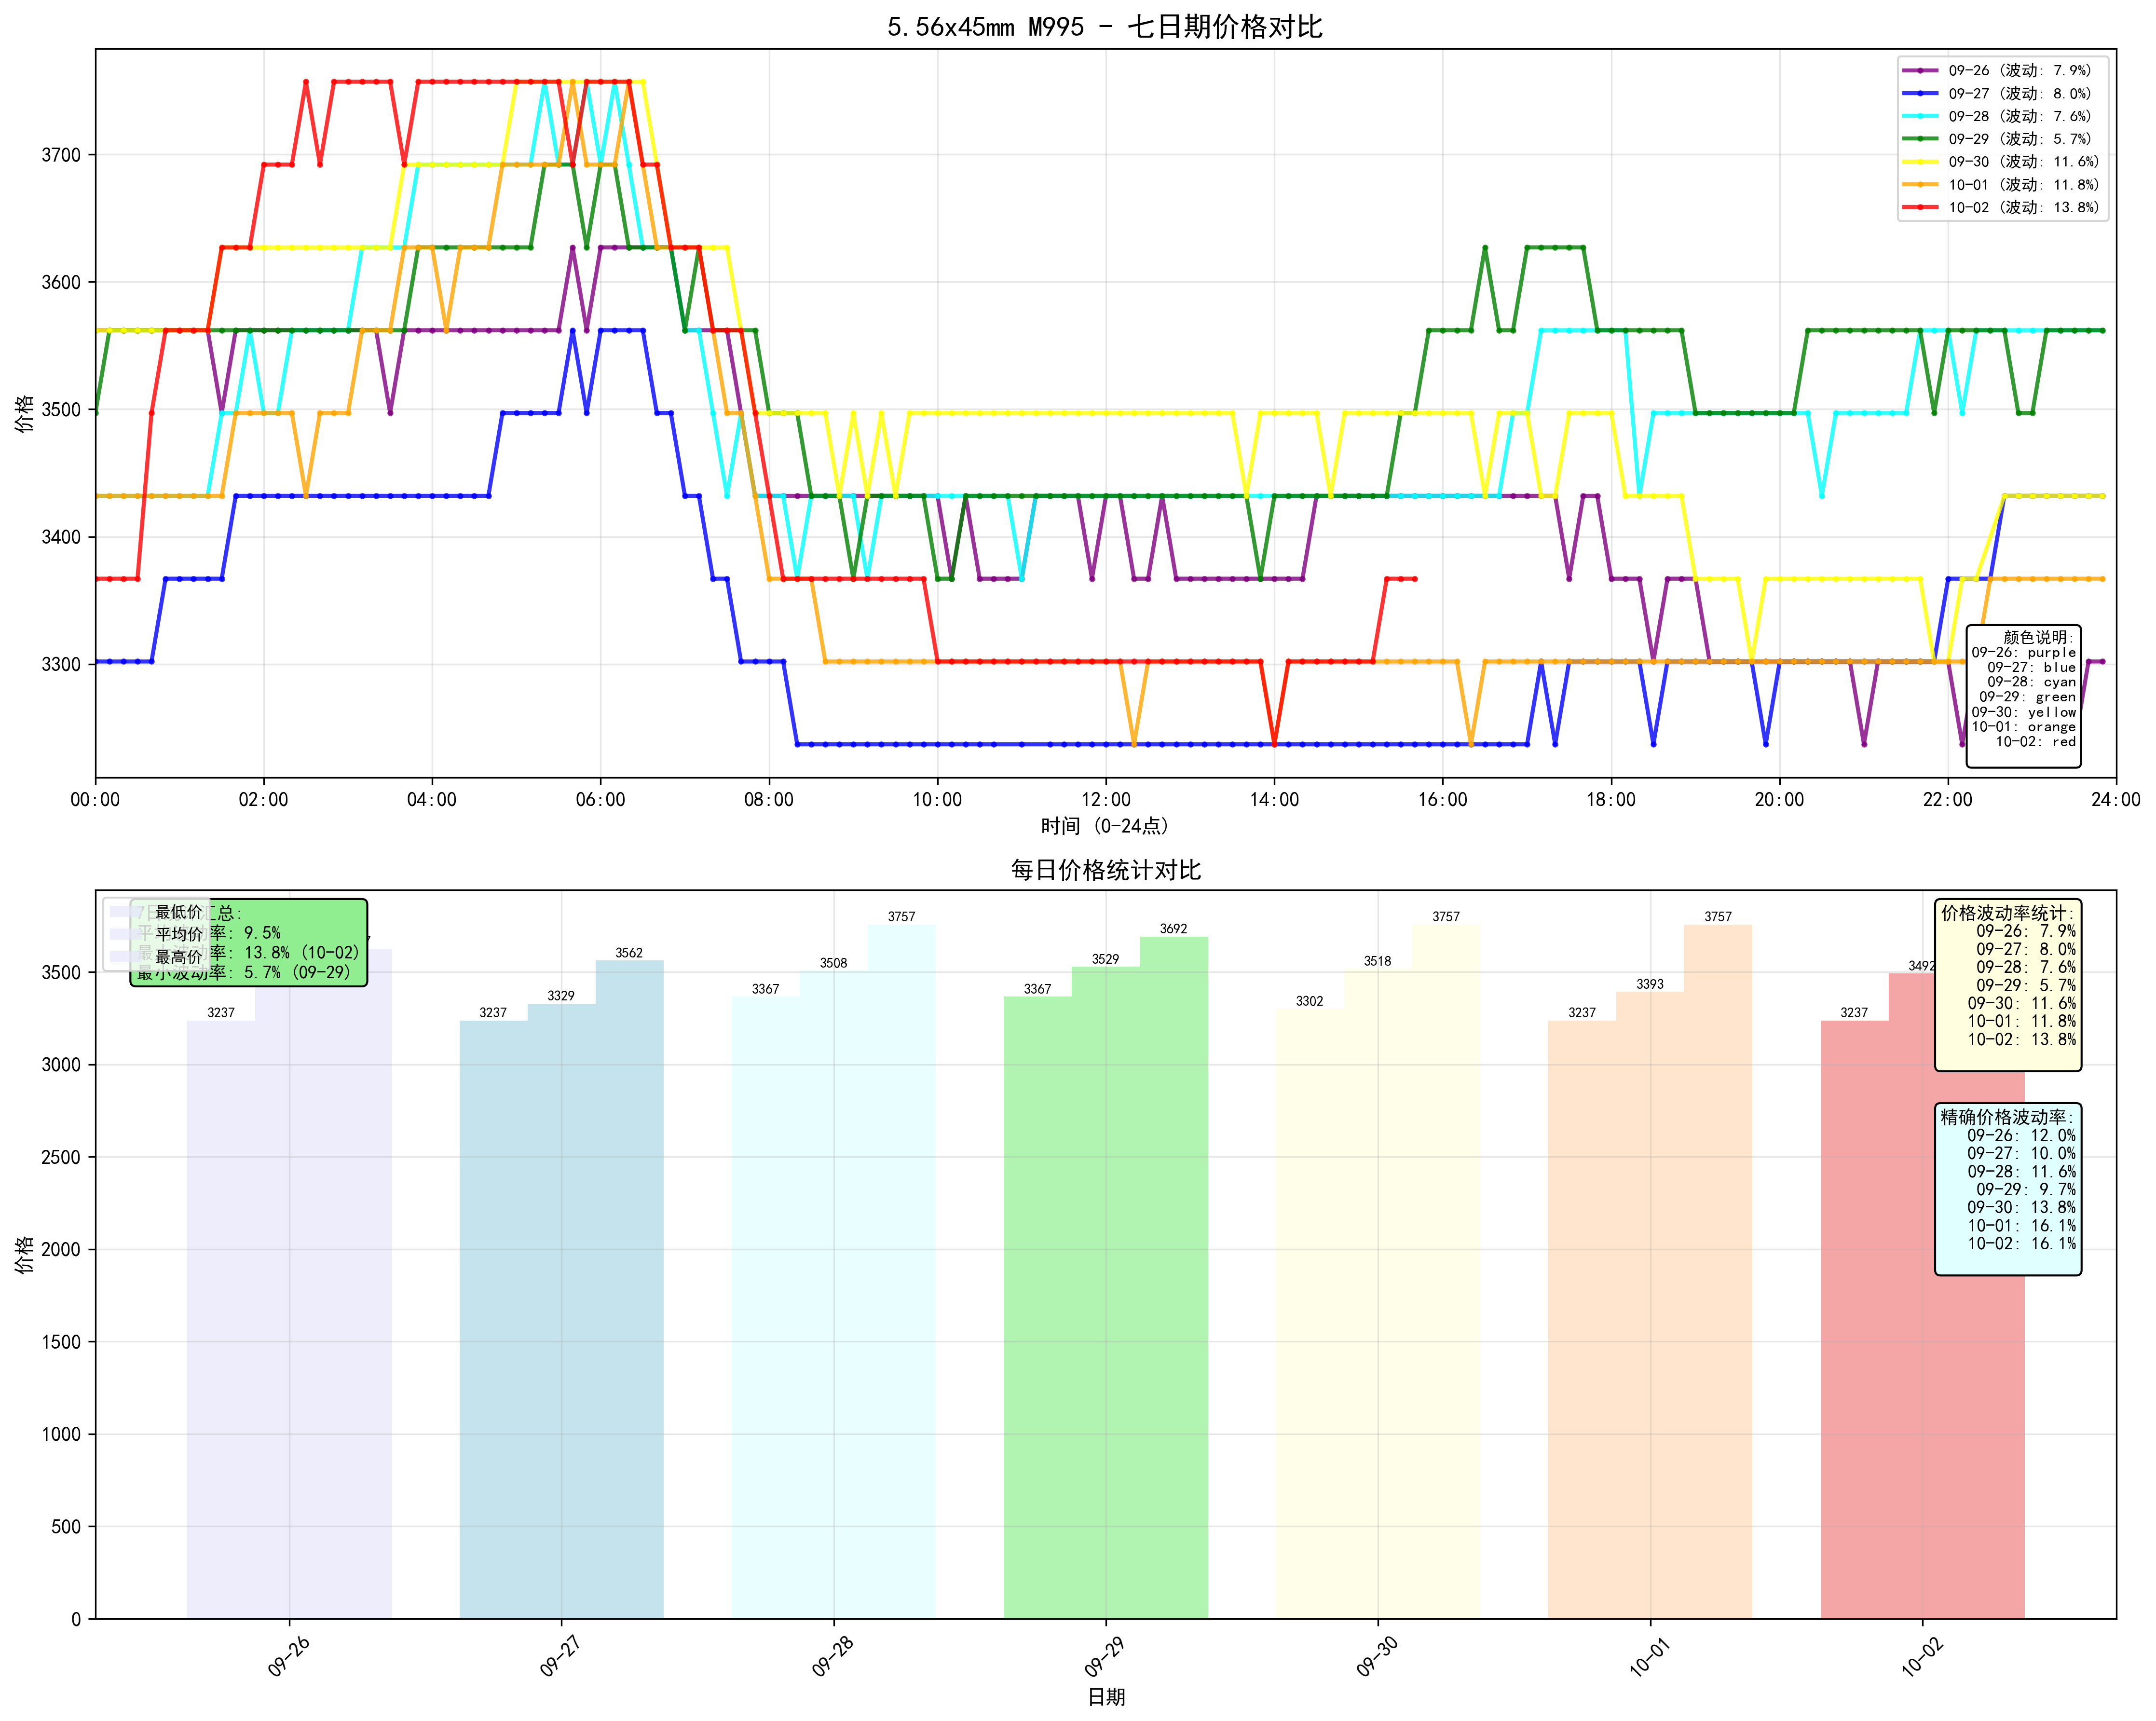 5.56x45mm M995 - 七日期价格对比
09-26 (波动: 7.9%)
09-27 (波动: 8.0%)
09-28 (波动: 7.6%)
09-29 (波动: 5.7%)
09-30 (波动: 11.6%)
10-01 (波动: 11.8%)
10-02 (波动: 13.8%)
价格
3700
3600
3500
3400
3300
颜色说明:
09-26: purple
09-27: blue
09-28: cyan
09-29: green
09-30: yellow
10-01: orange
10-02: red
00:00 02:00 04:00 06:00 08:00 10:00 12:00 14:00 16:00 18:00 20:00 22:00 24:00
时间 (0-24点)
每日价格统计对比
最低价
平均价
最高价
汇总:
率: 9.5%
率: 13.8% (10-02)
最小波动率: 5.7% (09-29)
价格波动率统计:
09-26: 7.9%
09-27: 8.0%
09-28: 7.6%
09-29: 5.7%
09-30: 11.6%
10-01: 11.8%
10-02: 13.8%
精确价格波动率:
09-26: 12.0%
09-27: 10.0%
09-28: 11.6%
09-29: 9.7%
09-30: 13.8%
10-01: 16.1%
10-02: 16.1%
3237
3237 3329 3562
3367 3508 3757
3367 3529 3692
3302 3518 3757
3237 3393 3757
3237 3492
价格
3500
3000
2500
2000
1500
1000
500
0
09-26 09-27 09-28 09-29 09-30 10-01 10-02
日期